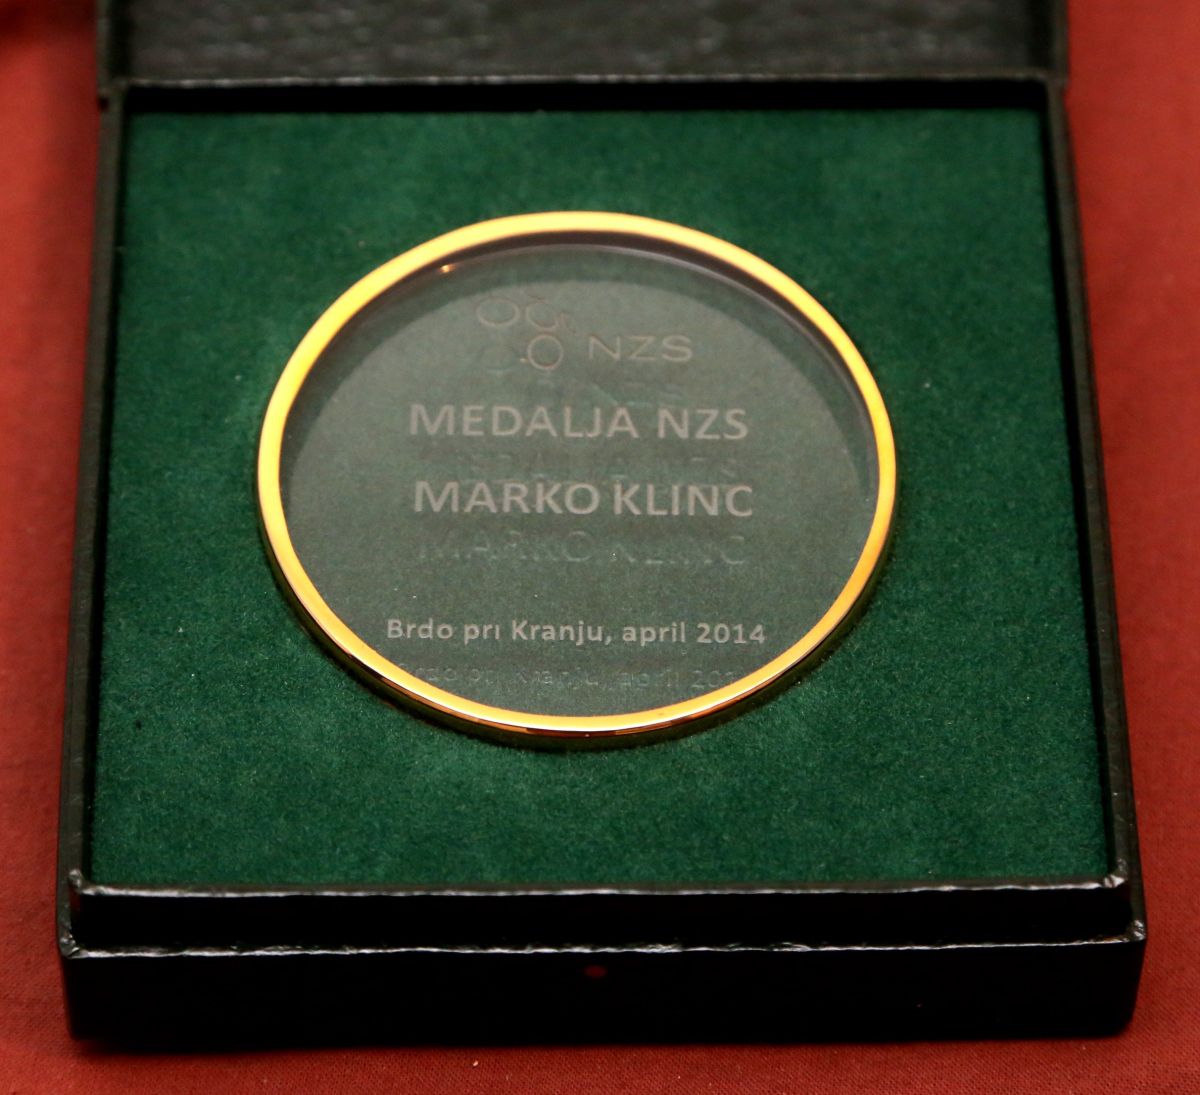 NZS
MEDALJA NZS
MARKO KLINC
Brdo pri Kranju, april 2014